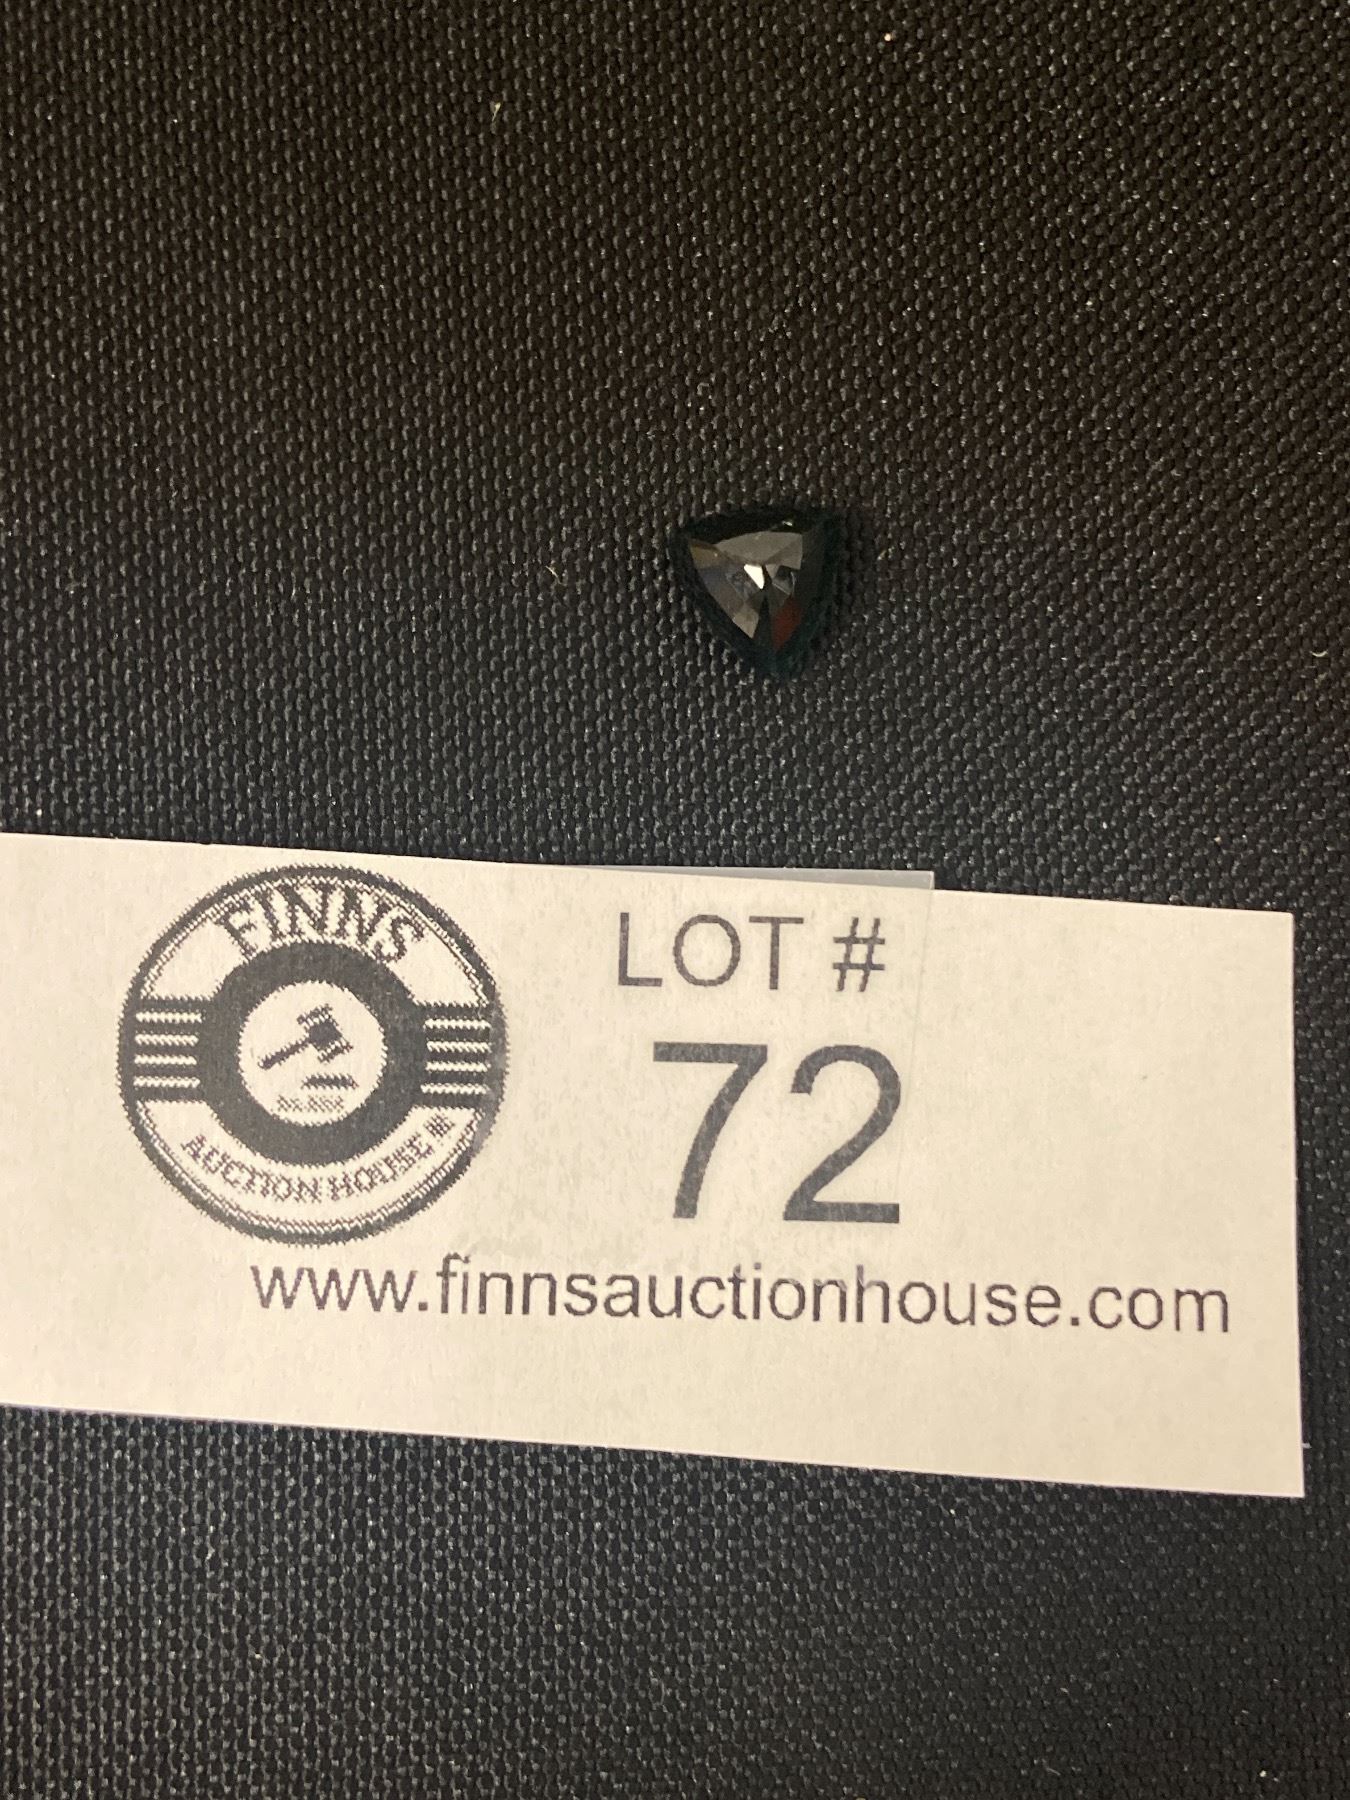 FINNS
AUCTION HOUSE
LOT #
72
www.finnsauctionhouse.com